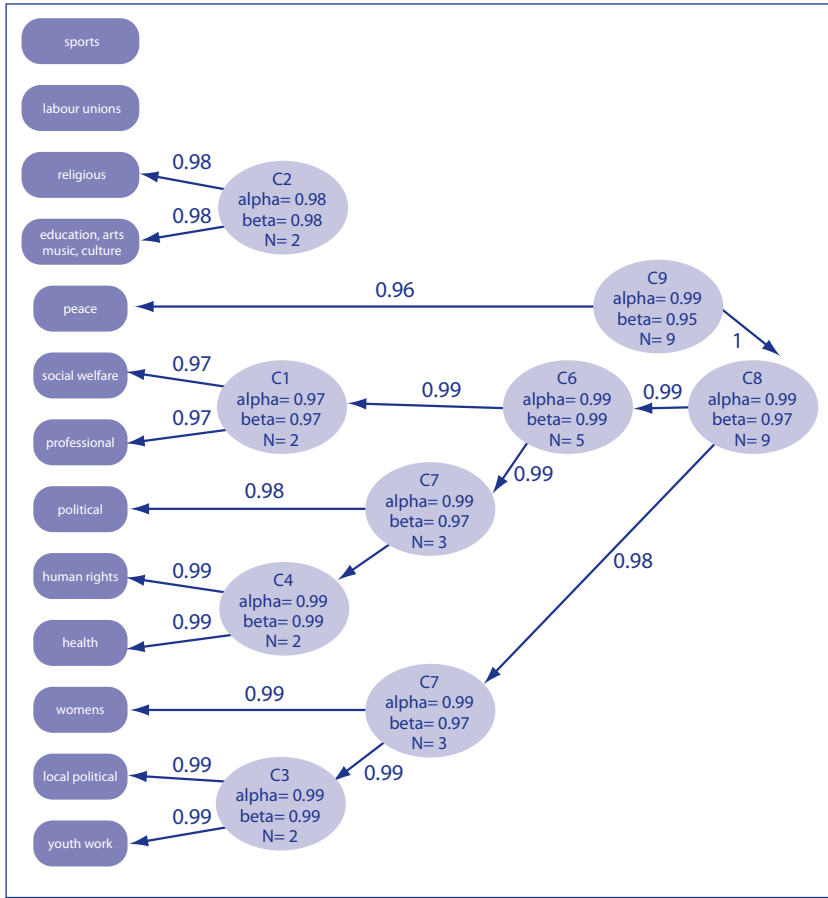 sports
labour unions
religious
0.98
0.98
C2
alpha= 0.98
beta= 0.98
N= 2
education, arts
music, culture
peace
0.96
C9
alpha= 0.99
beta= 0.95
N= 9
1
social welfare
0.97
professional
0.97
C1
alpha= 0.97
beta= 0.97
N= 2
0.99
C6
alpha= 0.99
beta= 0.99
N= 5
0.99
C8
alpha= 0.99
beta= 0.97
N= 9
0.99
political
0.98
C7
alpha= 0.99
beta= 0.97
N= 3
0.98
human rights
0.99
health
0.99
C4
alpha= 0.99
beta= 0.99
N= 2
womens
0.99
C7
alpha= 0.99
beta= 0.97
N= 3
0.99
local political
0.99
youth work
0.99
C3
alpha= 0.99
beta= 0.99
N= 2